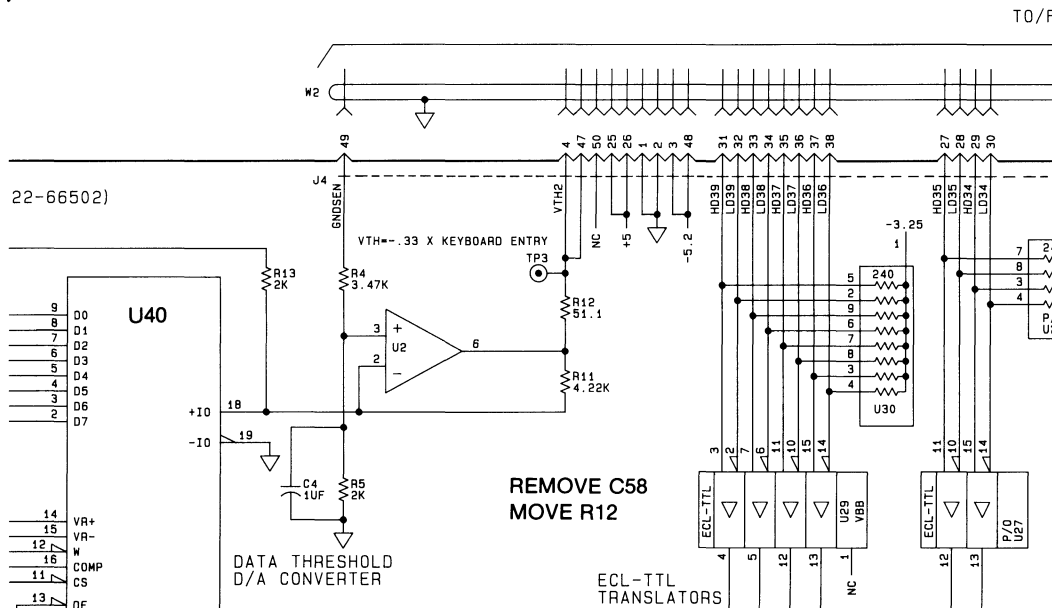 TO/F
W2
49
4
47
50
25
26
1
2
3
48
31
32
33
34
35
36
37
38
27
28
29
30
J4
22-66502)
GNDSEN
VTH2
NC
+5
-5.2
HD39
LD39
HD38
LD38
HD37
LD37
HD36
LD36
HD35
LD35
HD34
LD34
VTH=-.33 X KEYBOARD ENTRY
TP3
-3.25
1
R13
2K
R4
3.47K
R12
51.1
240
5
2
9
6
7
8
3
4
U30
7
8
3
4
U40
9 D0
8 D1
7 D2
6 D3
5 D4
4 D5
3 D6
2 D7
3
+
U2
2
-
6
R11
4.22K
+IO 18
-IO 19
C4
1UF
R5
2K
REMOVE C58
MOVE R12
3
2
7
6
11
10
15
14
11
10
15
14
ECL-TTL
U29
VBB
ECL-TTL
P/O
U27
14 VR+
15 VR-
12 W
16 COMP
11 CS
13 OE
DATA THRESHOLD
D/A CONVERTER
4
5
12
13
1
NC
12
13
ECL-TTL
TRANSLATORS